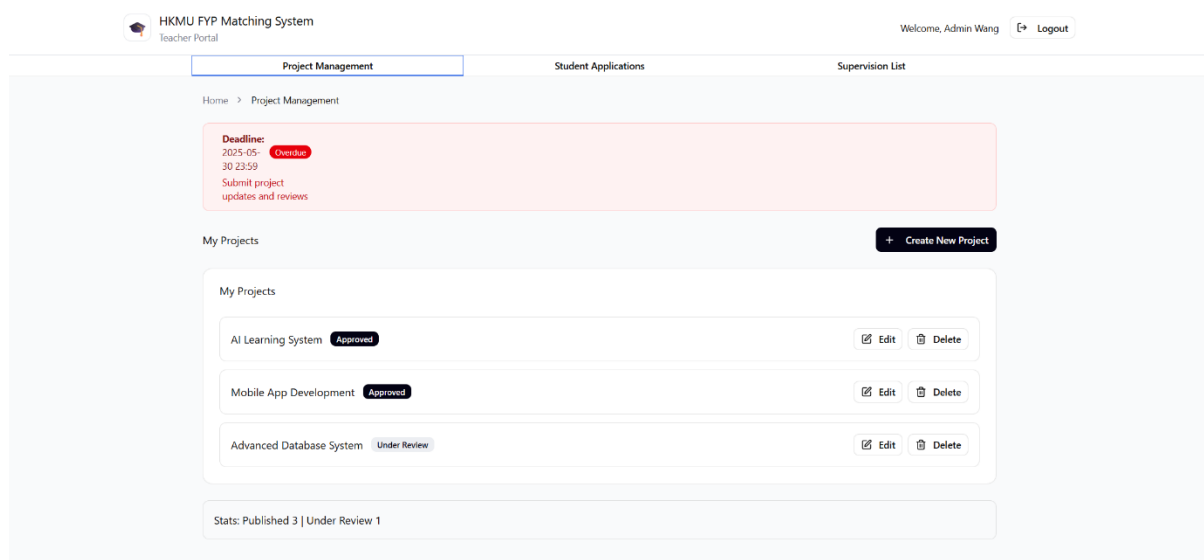 HKMU FYP Matching System
Teacher Portal
Welcome, Admin Wang
Logout
Project Management
Student Applications
Supervision List
Home > Project Management
Deadline:
2025-05-
30 23:59
Overdue
Submit project
updates and reviews
My Projects
+ Create New Project
My Projects
AI Learning System Approved Edit Delete
Mobile App Development Approved Edit Delete
Advanced Database System Under Review Edit Delete
Stats: Published 3 | Under Review 1